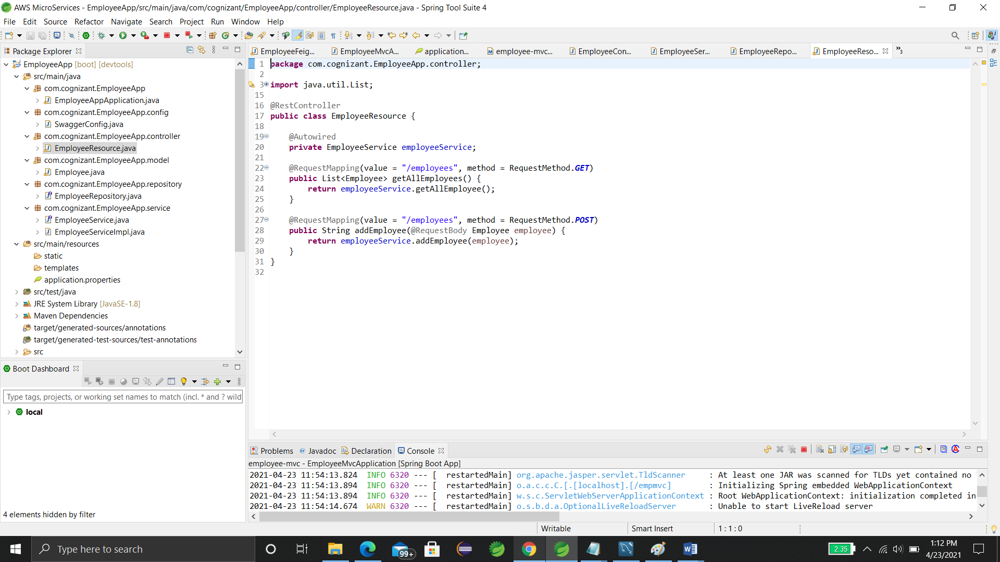 AWS MicroServices - EmployeeApp/src/main/java/com/cognizant/EmployeeApp/controller/EmployeeResource.java - Spring Tool Suite 4
File Edit Source Refactor Navigate Search Project Run Window Help
Package Explorer
EmployeeApp [boot] [devtools]
src/main/java
com.cognizant.EmployeeApp
EmployeeAppApplication.java
com.cognizant.EmployeeApp.config
SwaggerConfig.java
com.cognizant.EmployeeApp.controller
EmployeeResource.java
com.cognizant.EmployeeApp.model
Employee.java
com.cognizant.EmployeeApp.repository
EmployeeRepository.java
com.cognizant.EmployeeApp.service
EmployeeService.java
EmployeeServiceImpl.java
src/main/resources
static
templates
application.properties
src/test/java
JRE System Library [JavaSE-1.8]
Maven Dependencies
target/generated-sources/annotations
target/generated-test-sources/test-annotations
src
Boot Dashboard
Type tags, projects, or working set names to match (incl. * and ? wild
local
4 elements hidden by filter
EmployeeFeig... EmployeeMvcA... application... employee-mvc... EmployeeCon... EmployeeSer... EmployeeRepo... EmployeeReso... 3
1 package com.cognizant.EmployeeApp.controller;
2
3 import java.util.List;
15
16 @RestController
17 public class EmployeeResource {
18
19 @Autowired
20 private EmployeeService employeeService;
21
22 @RequestMapping(value = "/employees", method = RequestMethod.GET)
23 public List<Employee> getAllEmployees() {
24 return employeeService.getAllEmployee();
25 }
26
27 @RequestMapping(value = "/employees", method = RequestMethod.POST)
28 public String addEmployee(@RequestBody Employee employee) {
29 return employeeService.addEmployee(employee);
30 }
31 }
32
Problems Javadoc Declaration Console
employee-mvc - EmployeeMvcApplication [Spring Boot App]
2021-04-23 11:54:13.824 INFO 6320 --- [ restartedMain] org.apache.jasper.servlet.TldScanner : At least one JAR was scanned for TLDs yet contained no
2021-04-23 11:54:13.894 INFO 6320 --- [ restartedMain] o.a.c.c.C.[.[localhost].[/empmvc] : Initializing Spring embedded WebApplicationContext
2021-04-23 11:54:13.894 INFO 6320 --- [ restartedMain] w.s.c.ServletWebServerApplicationContext : Root WebApplicationContext: initialization completed in
2021-04-23 11:54:14.674 WARN 6320 --- [ restartedMain] o.s.b.d.a.OptionalLiveReloadServer : Unable to start LiveReload server
Writable Smart Insert 1 : 1 : 0
Type here to search
99+
2:35
1:12 PM
4/23/2021